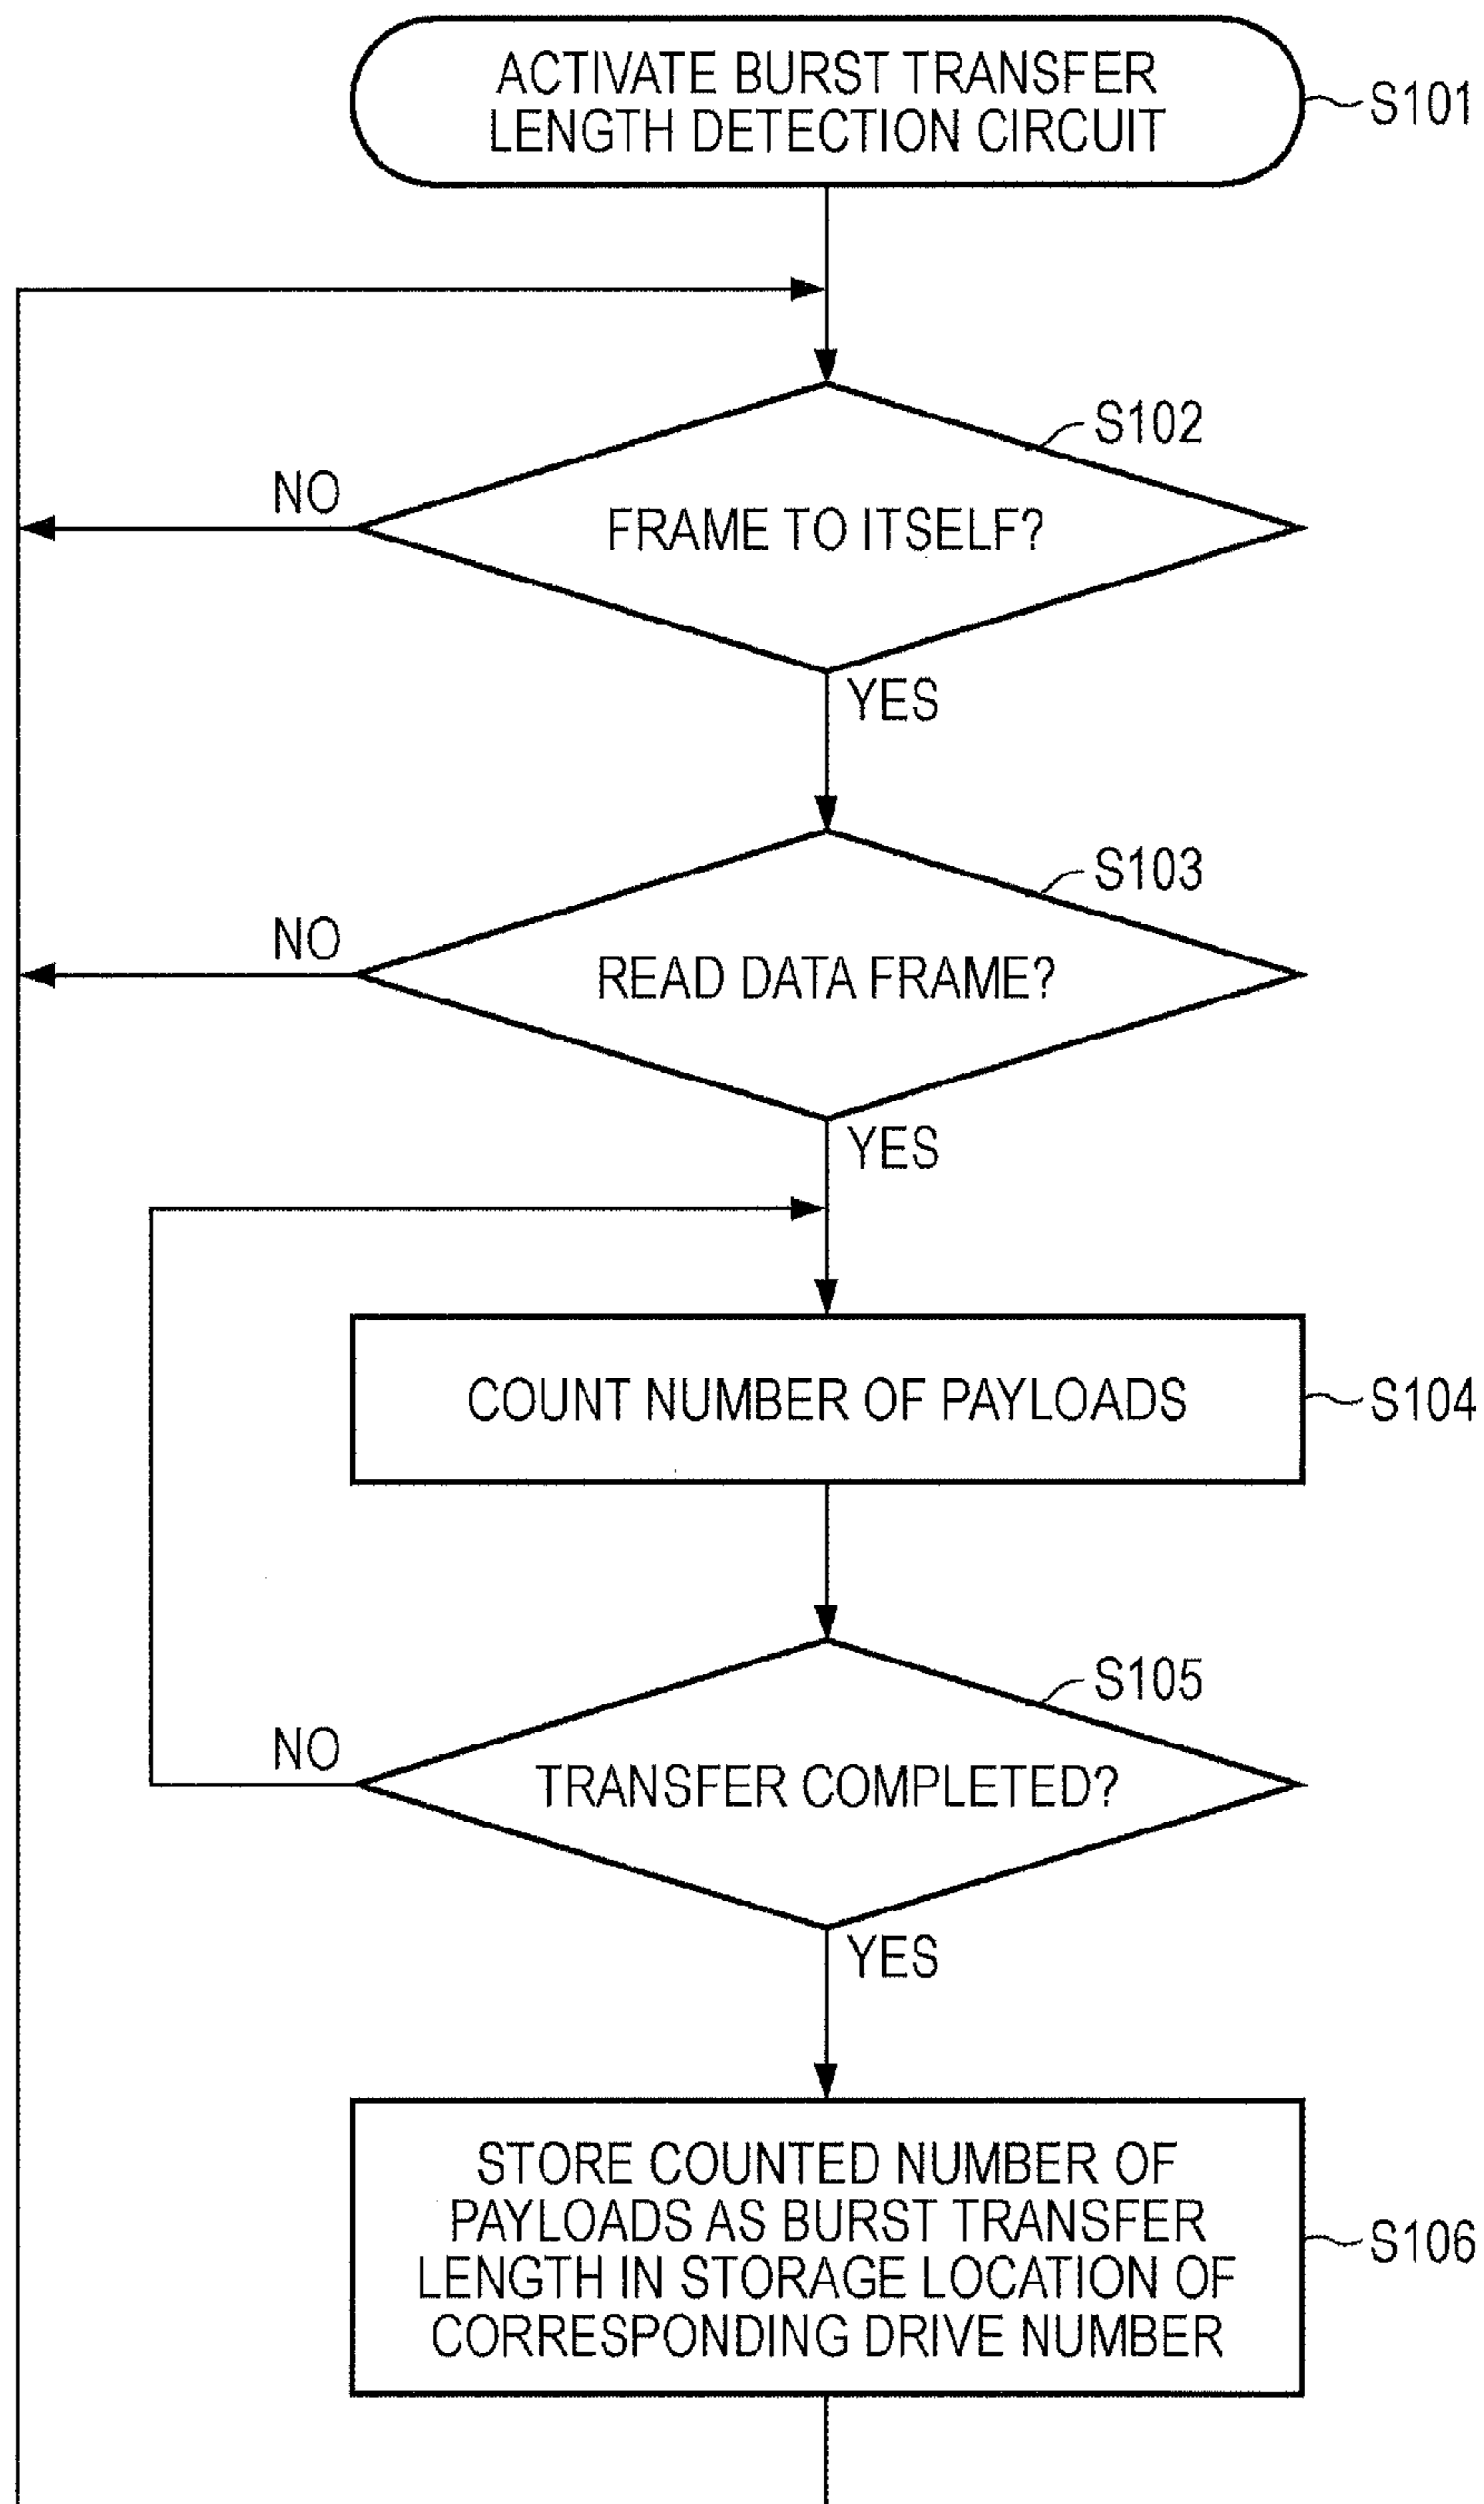 ACTIVATE BURST TRANSFER
LENGTH DETECTION CIRCUIT
S101
S102
NO
FRAME TO ITSELF?
YES
S103
NO
READ DATA FRAME?
YES
COUNT NUMBER OF PAYLOADS
S104
S105
NO
TRANSFER COMPLETED?
YES
STORE COUNTED NUMBER OF
PAYLOADS AS BURST TRANSFER
LENGTH IN STORAGE LOCATION OF
CORRESPONDING DRIVE NUMBER
S106